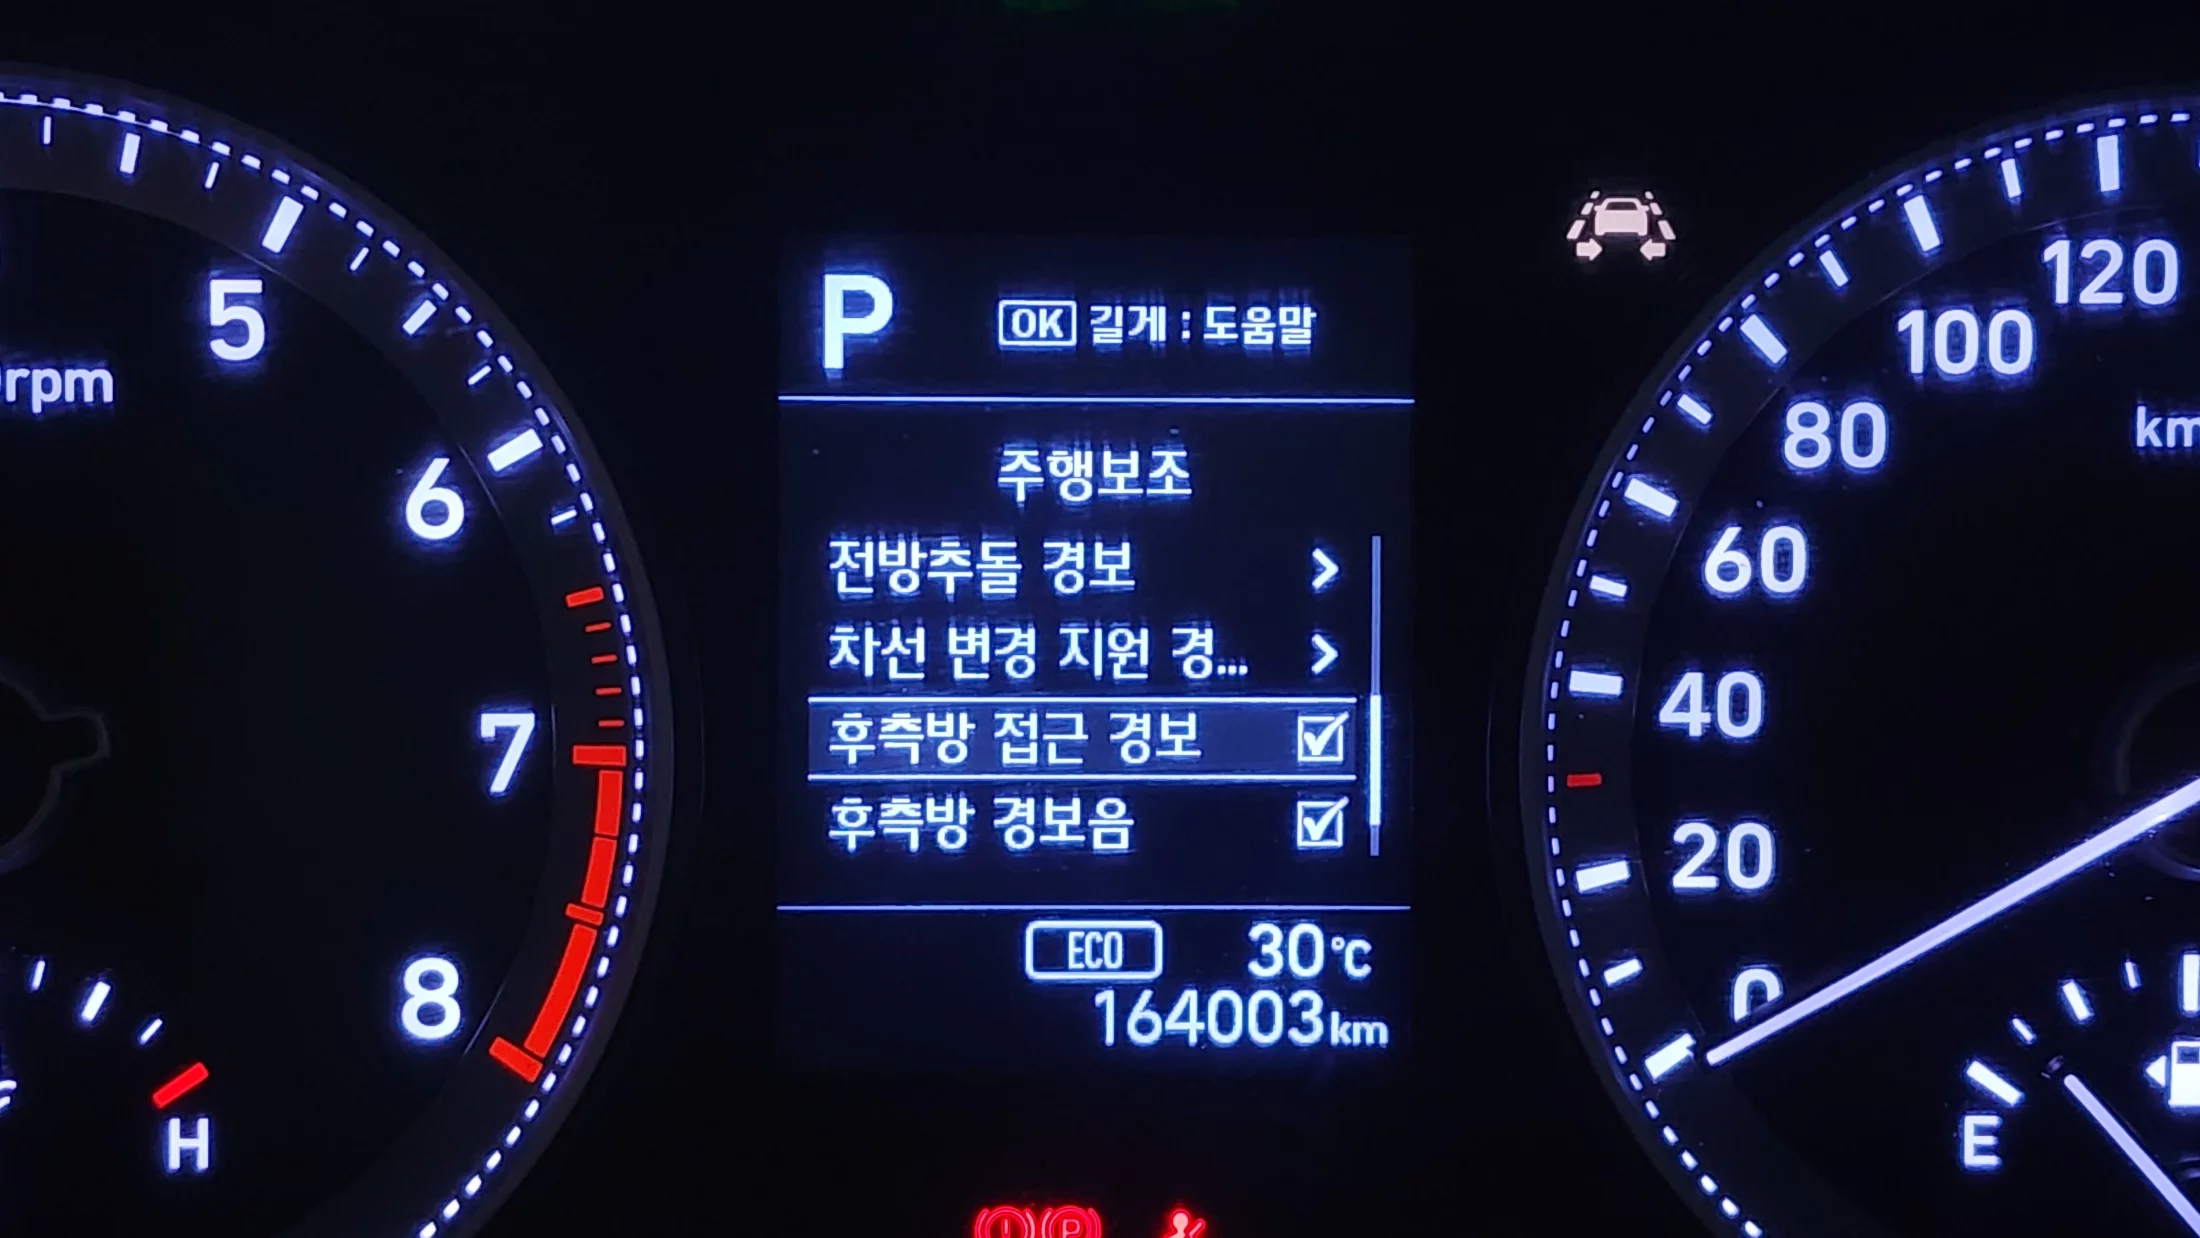 5
rpm
6
7
8
H
P
OK 길게 : 도움말
주행보조
전방추돌 경보
차선 변경 지원 경...
후측방 접근 경보
후측방 경보음
ECO 30°C
164003km
120
100
80
km
60
40
20
0
E
P